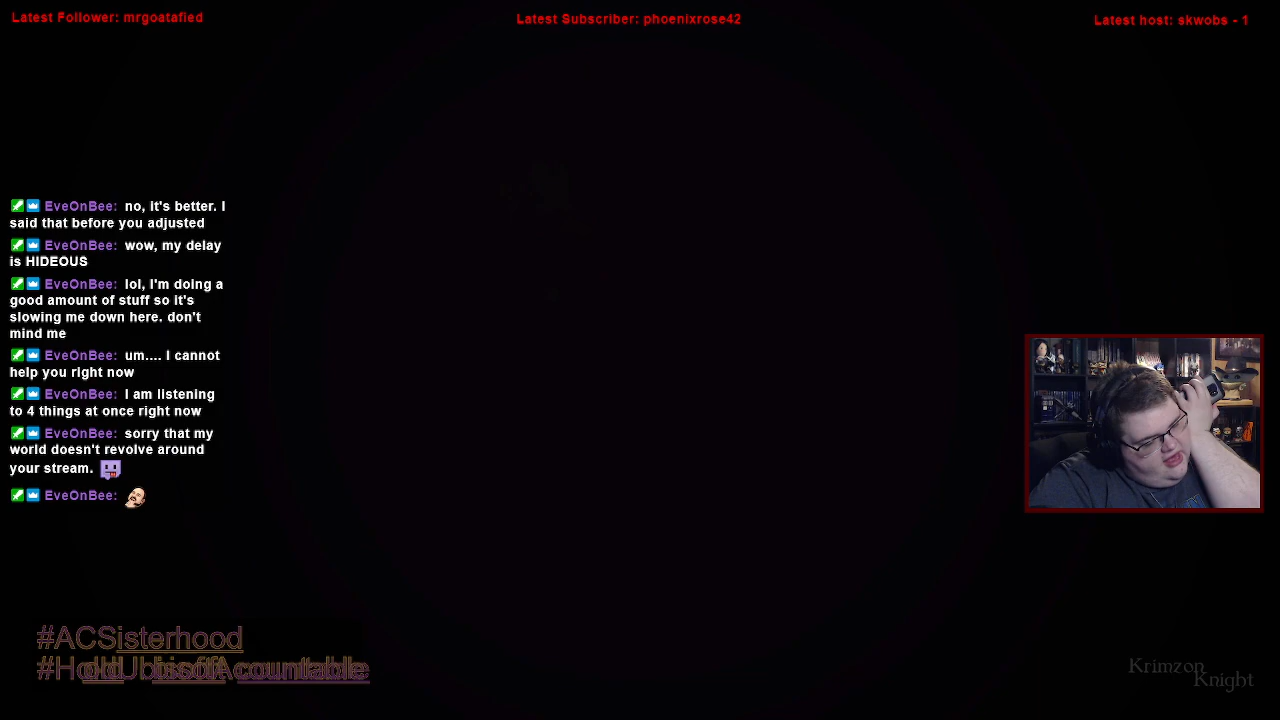 Latest Follower: mrgoatafied
Latest Subscriber: phoenixrose42
Latest host: skwobs - 1
EveOnBee: no, it's better. I
said that before you adjusted
EveOnBee: wow, my delay
is HIDEOUS
EveOnBee: lol, I'm doing a
good amount of stuff so it's
slowing me down here. don't
mind me
EveOnBee: um.... I cannot
help you right now
EveOnBee: I am listening
to 4 things at once right now
EveOnBee: sorry that my
world doesn't revolve around
your stream.
EveOnBee:
#ACSisterhood
Krimzon
Knight